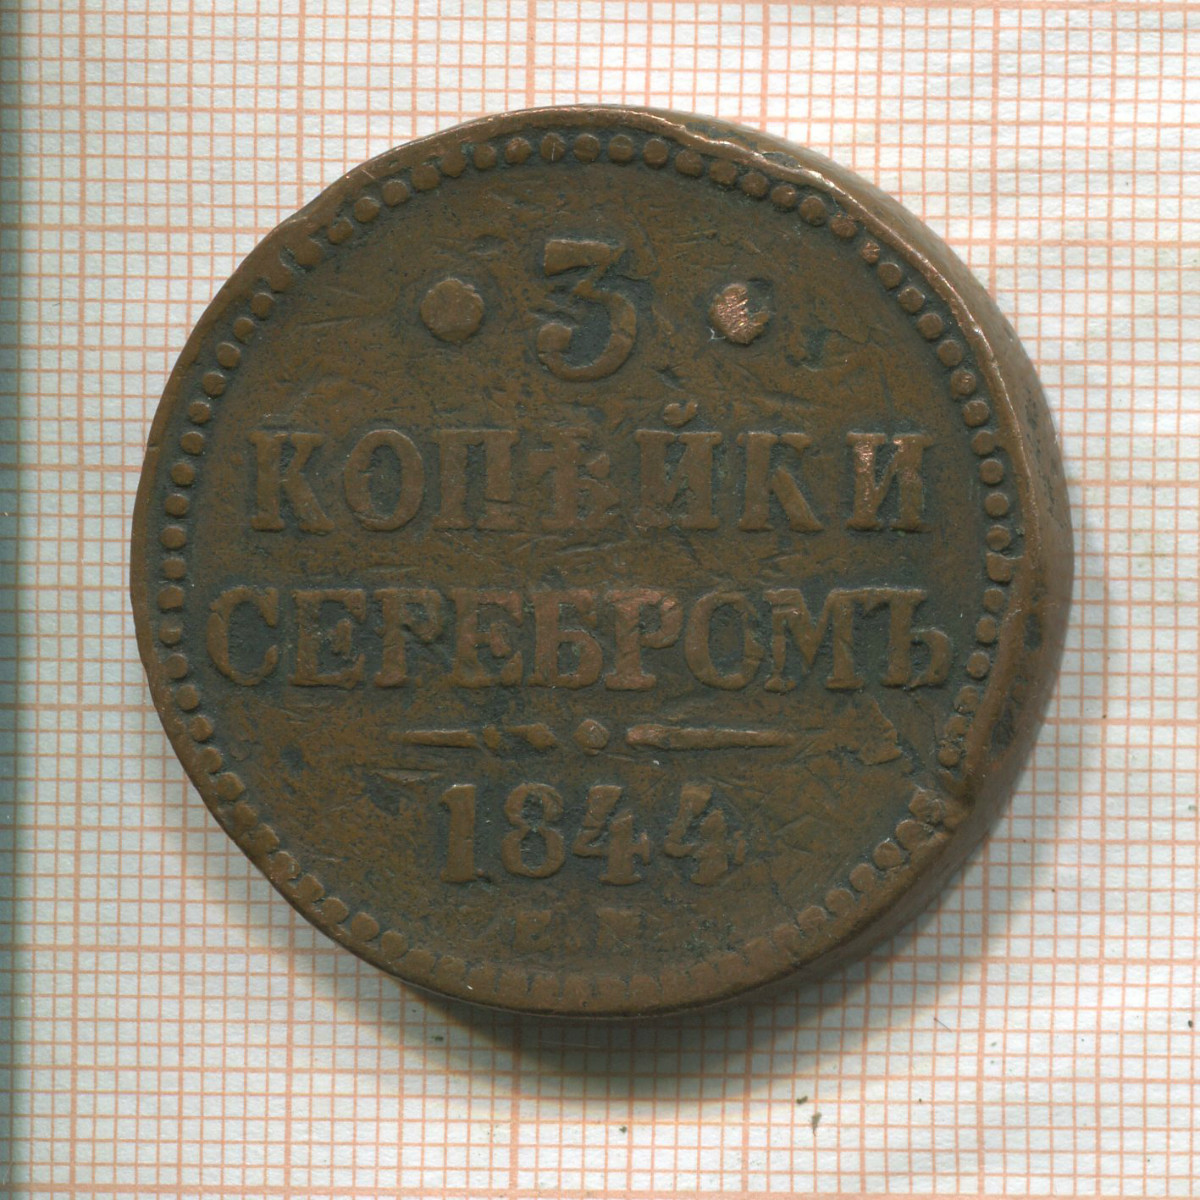 · 3 ·
КОПѢЙКИ
СЕРЕБРОМЪ
1844
Е.М.